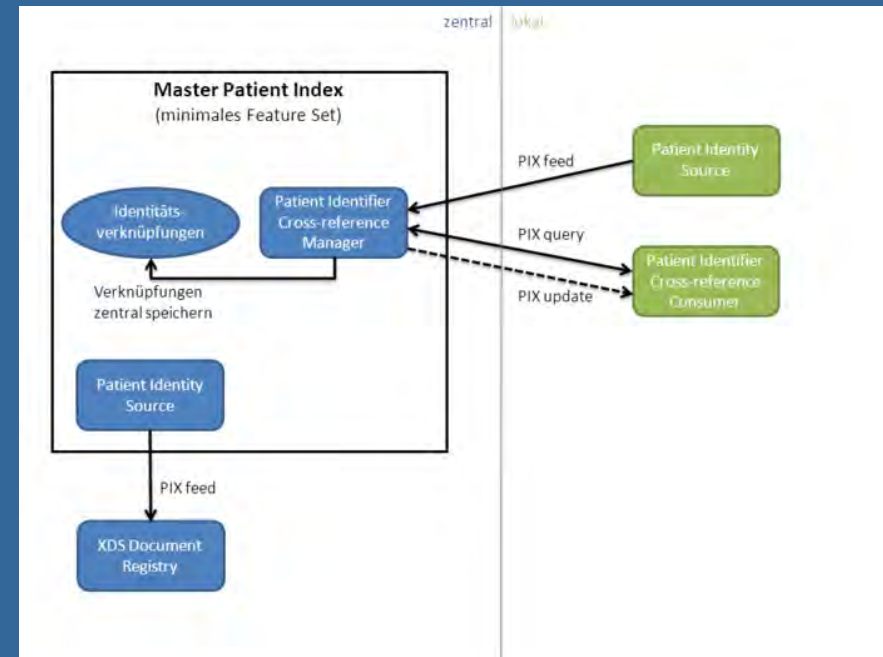 zentral
lokal
Master Patient Index
(minimales Feature Set)
Identitäts-
verknüpfungen
Patient Identifier
Cross-reference
Manager
Verknüpfungen
zentral speichern
PIX feed
Patient Identity
Source
PIX query
PIX update
Patient Identifier
Cross-reference
Consumer
Patient Identity
Source
PIX feed
XDS Document
Registry